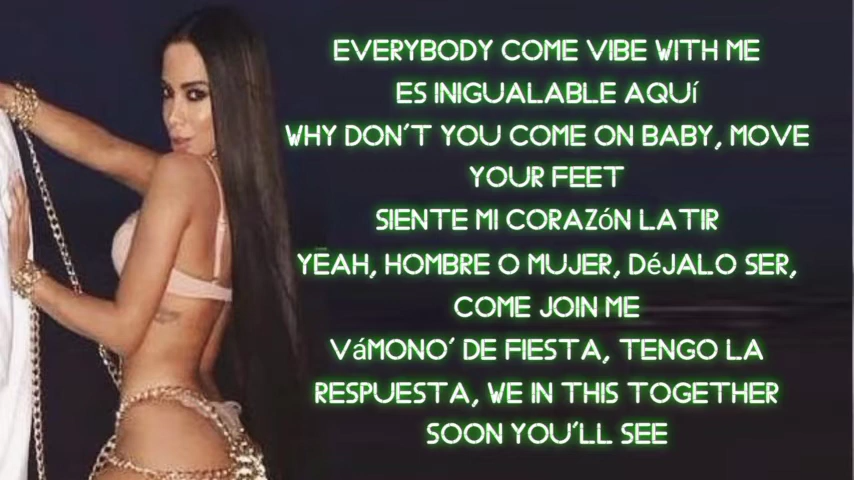 EVERYBODY COME VIBE WITH ME
ES INIGUALABLE AQUÍ
WHY DON'T YOU COME ON BABY, MOVE
YOUR FEET
SIENTE MI CORAZÓN LATIR
YEAH, HOMBRE O MUJER, DÉJALO SER,
COME JOIN ME
VÁMONO' DE FIESTA, TENGO LA
RESPUESTA, WE IN THIS TOGETHER
SOON YOU'LL SEE